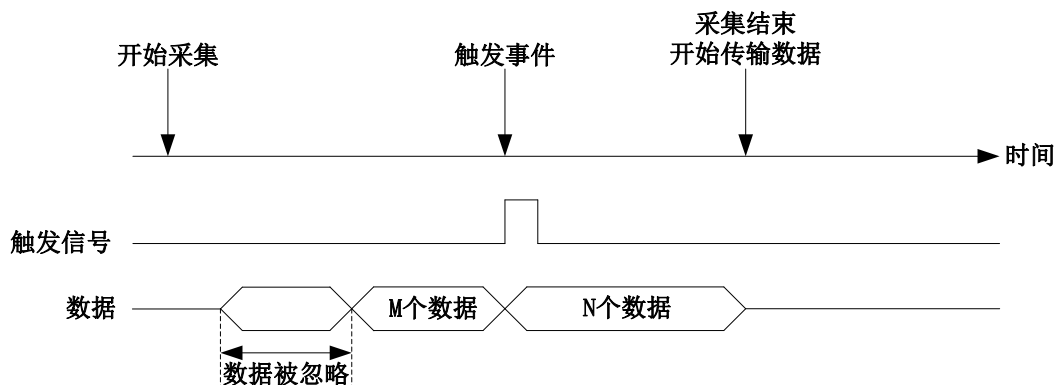 采集结束
开始采集
触发事件
开始传输数据
时间
触发信号
数据
M个数据
N个数据
数据被忽略